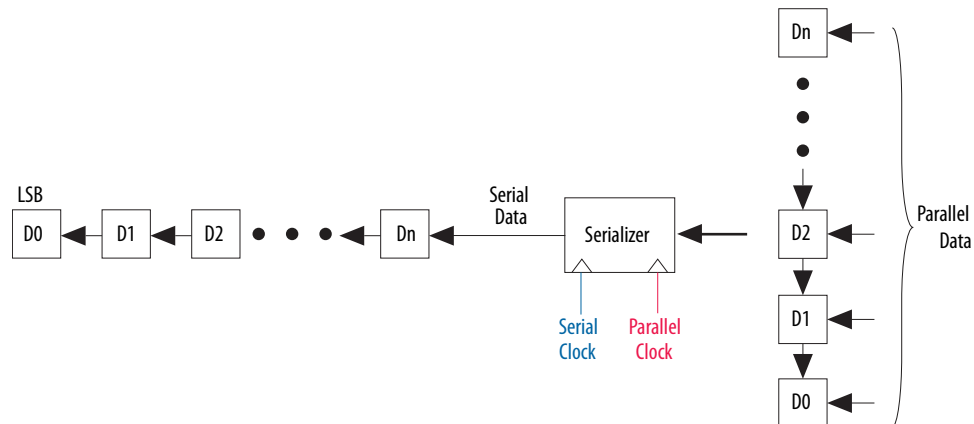 Dn
LSB
D0
D1
D2
Dn
Serial
Data
Serializer
Serial
Clock
Parallel
Clock
D2
D1
D0
Parallel
Data